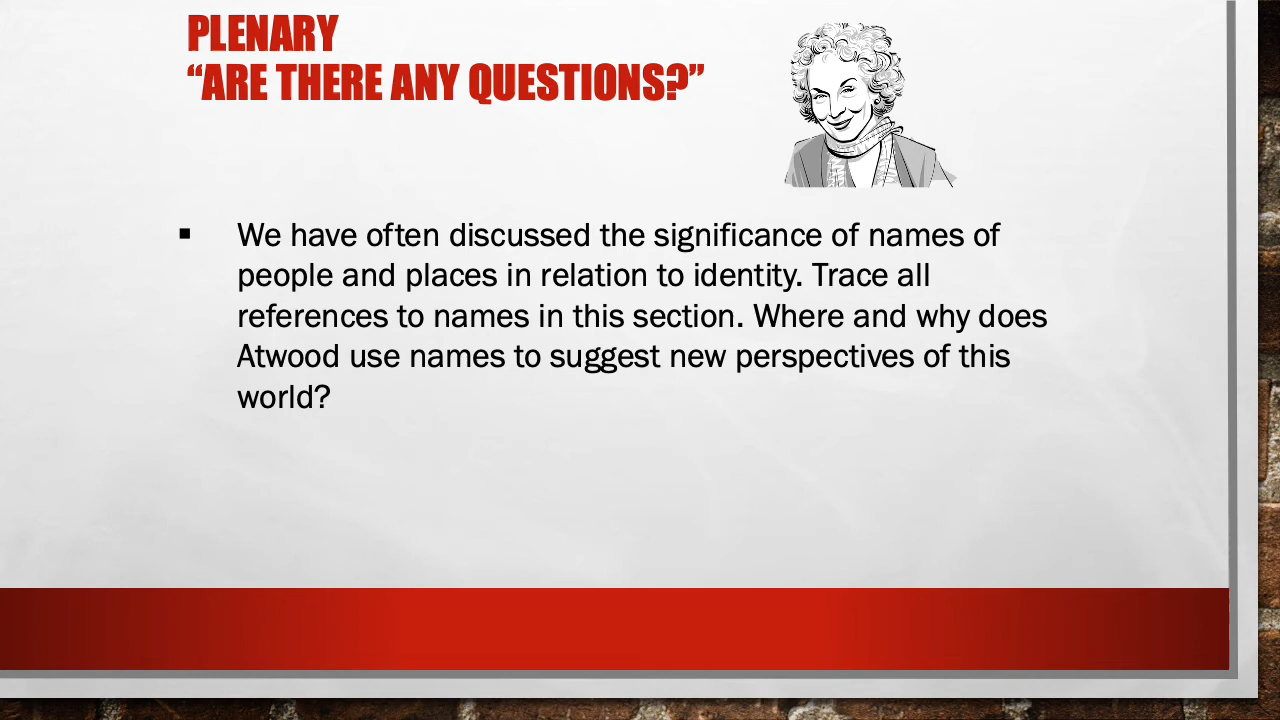 PLENARY
“ARE THERE ANY QUESTIONS?”
▪ We have often discussed the significance of names of
people and places in relation to identity. Trace all
references to names in this section. Where and why does
Atwood use names to suggest new perspectives of this
world?